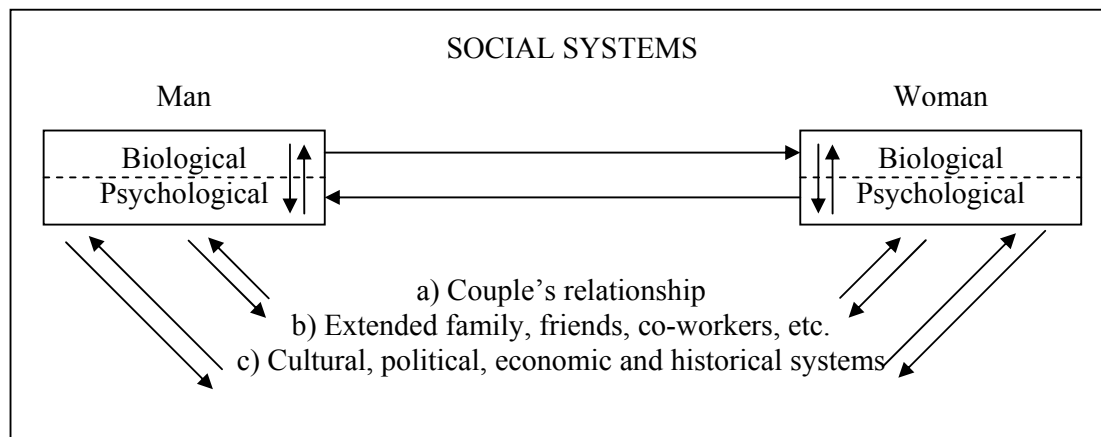 SOCIAL SYSTEMS
Man Woman
Biological Biological
Psychological Psychological
a) Couple’s relationship
b) Extended family, friends, co-workers, etc.
c) Cultural, political, economic and historical systems